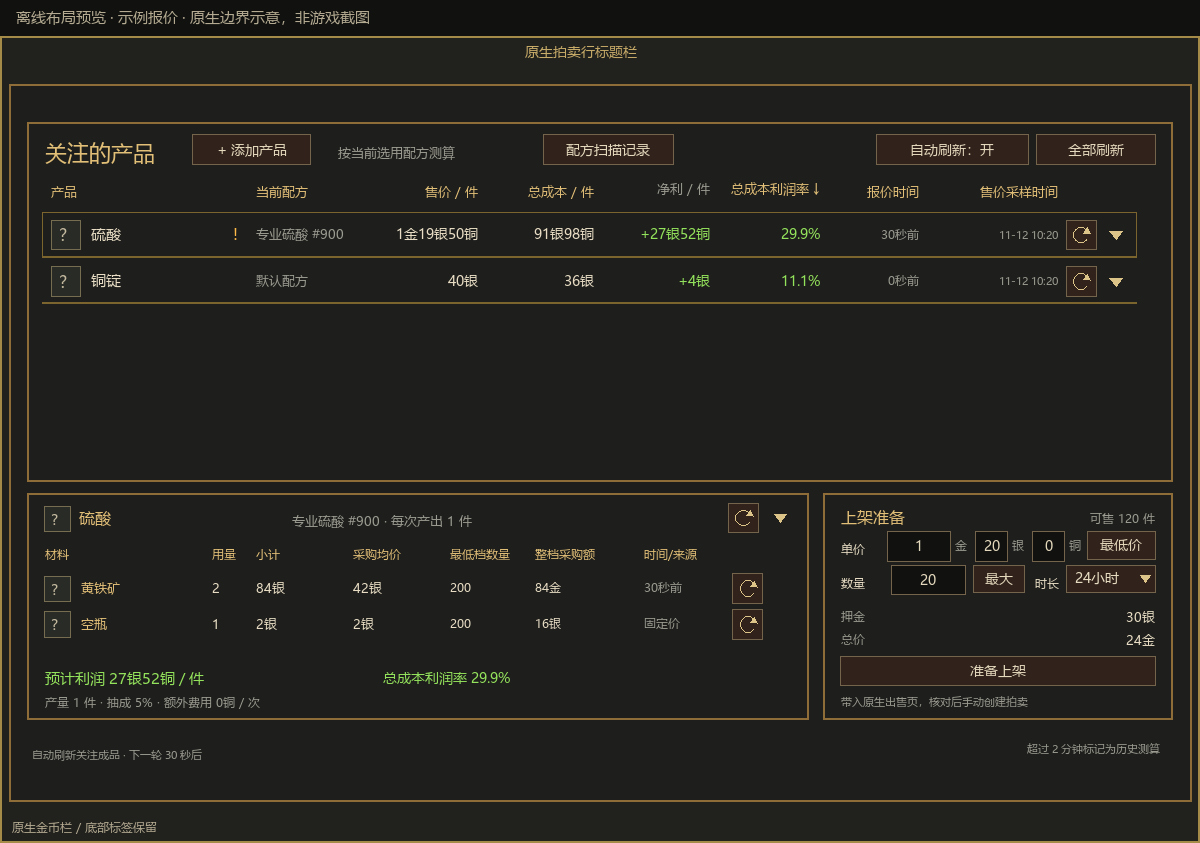 离线布局预览 · 示例报价 · 原生边界示意，非游戏截图
原生拍卖行标题栏
关注的产品 + 添加产品 按当前选用配方测算 配方扫描记录 自动刷新：开 全部刷新
产品 当前配方 售价 / 件 总成本 / 件 净利 / 件 总成本利润率↓ 报价时间 售价采样时间
? 硫酸 ! 专业硫酸 #900 1金19银50铜 91银98铜 +27银52铜 29.9% 30秒前 11-12 10:20
? 铜锭 默认配方 40银 36银 +4银 11.1% 0秒前 11-12 10:20
? 硫酸 专业硫酸 #900 · 每次产出 1 件
材料 用量 小计 采购均价 最低档数量 整档采购额 时间/来源
? 黄铁矿 2 84银 42银 200 84金 30秒前
? 空瓶 1 2银 2银 200 16银 固定价
预计利润 27银52铜 / 件 总成本利润率 29.9%
产量 1 件 · 抽成 5% · 额外费用 0铜 / 次
上架准备 可售 120 件
单价 1 金 20 银 0 铜 最低价
数量 20 最大 时长 24小时
押金 30银
总价 24金
准备上架
带入原生出售页，核对后手动创建拍卖
自动刷新关注成品 · 下一轮 30 秒后
超过 2 分钟标记为历史测算
原生金币栏 / 底部标签保留